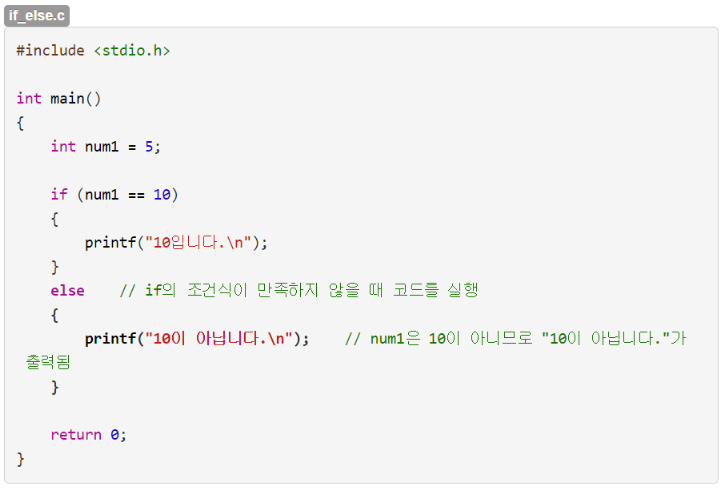 if_else.c
#include <stdio.h>
int main()
{
int num1 = 5;
if (num1 == 10)
{
printf("10입니다.\n");
}
else    // if의 조건식이 만족하지 않을 때 코드를 실행
{
printf("10이 아닙니다.\n");    // num1은 10이 아니므로 "10이 아닙니다."가
출력됨
}
return 0;
}